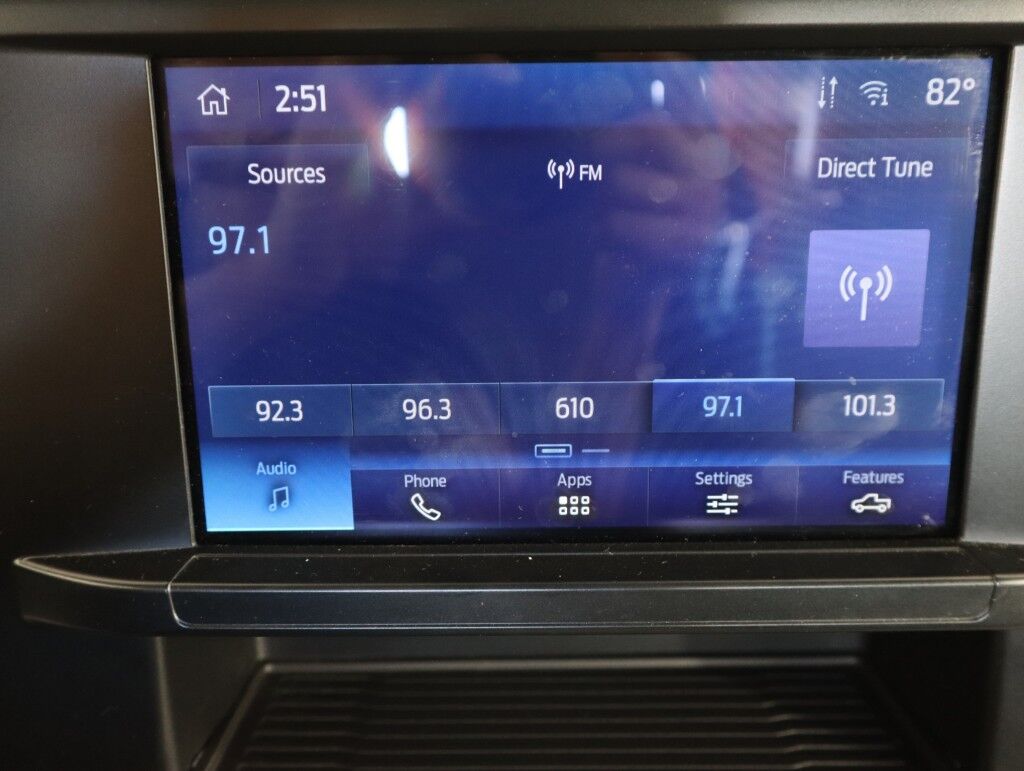 2:51 82°
Sources FM Direct Tune
97.1
92.3 96.3 610 97.1 101.3
Audio Phone Apps Settings Features